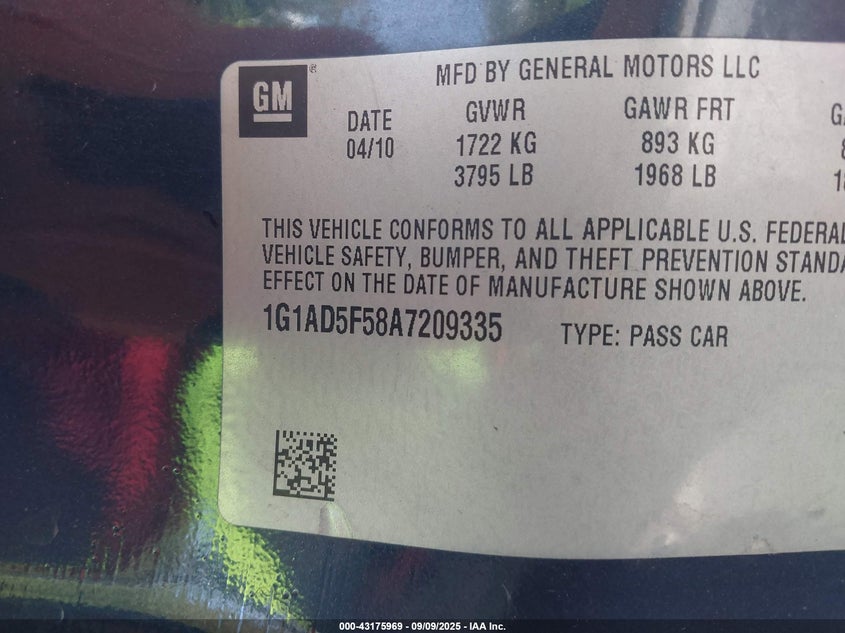 GM
MFD BY GENERAL MOTORS LLC
DATE GVWR GAWR FRT
04/10 1722 KG 893 KG
3795 LB 1968 LB
THIS VEHICLE CONFORMS TO ALL APPLICABLE U.S. FEDERAL
VEHICLE SAFETY, BUMPER, AND THEFT PREVENTION
EFFECT ON THE DATE OF MANUFACTURE SHOWN ABOVE.
1G1AD5F58A7209335 TYPE: PASS CAR
000-43175969 - 09/09/2025 - IAA Inc.